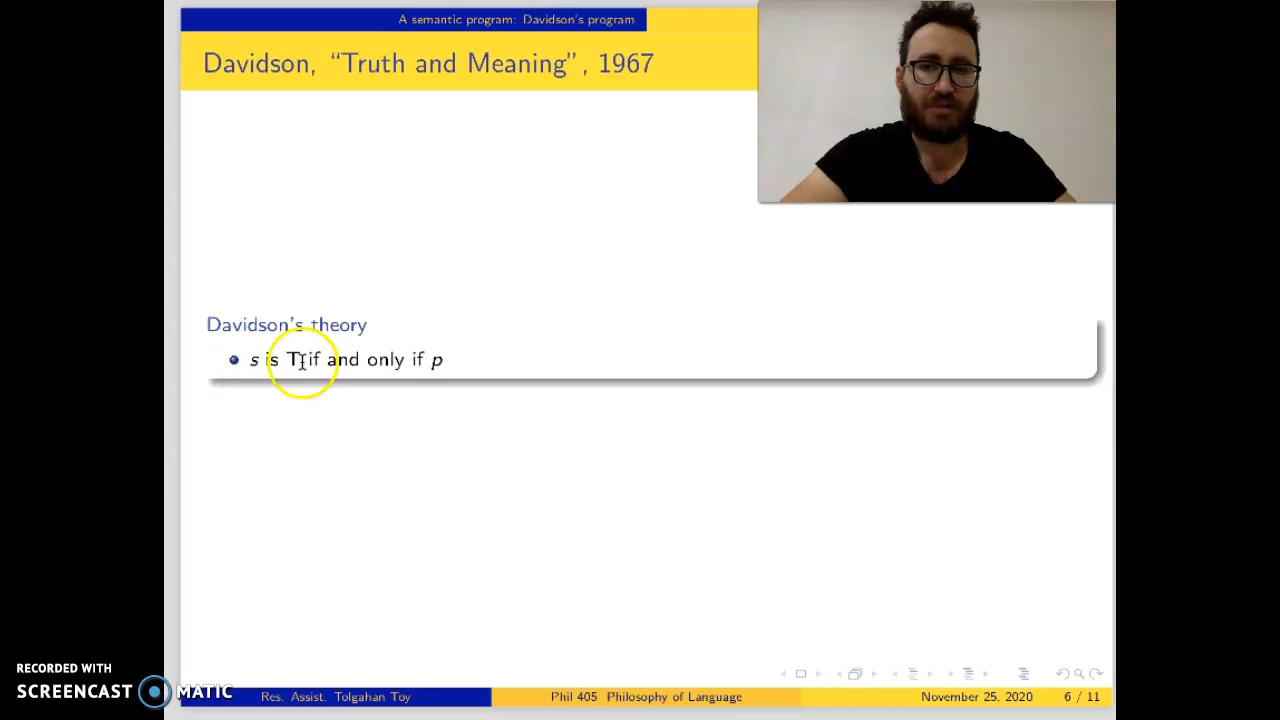 A semantic program: Davidson's program
Davidson, “Truth and Meaning”, 1967
Davidson's theory
s is T if and only if p
RECORDED WITH
SCREENCAST MATIC
Res. Assist. Tolgahan Toy
Phil 405 Philosophy of Language
November 25, 2020
6 / 11